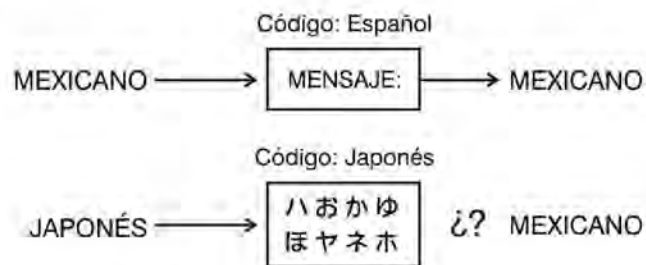 Código: Español
MEXICANO MENSAJE: MEXICANO
Código: Japonés
JAPONÉS ハおかゆ ¿? MEXICANO
ほヤネホ